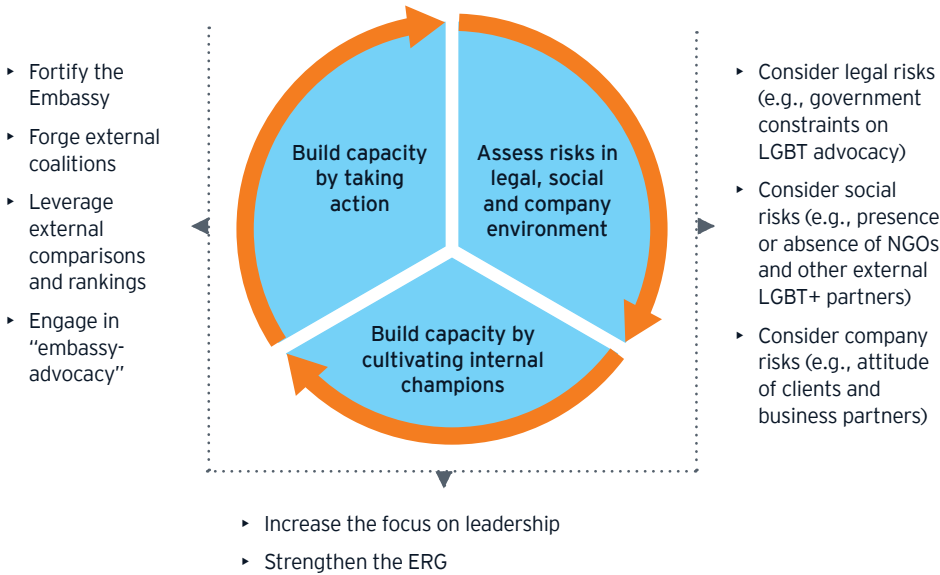 ▸ Fortify the
Embassy
▸ Forge external
coalitions
▸ Leverage
external
comparisons
and rankings
▸ Engage in
“embassy-
advocacy”
Build capacity
by taking
action
Assess risks in
legal, social
and company
environment
Build capacity by
cultivating internal
champions
▸ Consider legal risks
(e.g., government
constraints on
LGBT advocacy)
▸ Consider social
risks (e.g., presence
or absence of NGOs
and other external
LGBT+ partners)
▸ Consider company
risks (e.g., attitude
of clients and
business partners)
▸ Increase the focus on leadership
▸ Strengthen the ERG